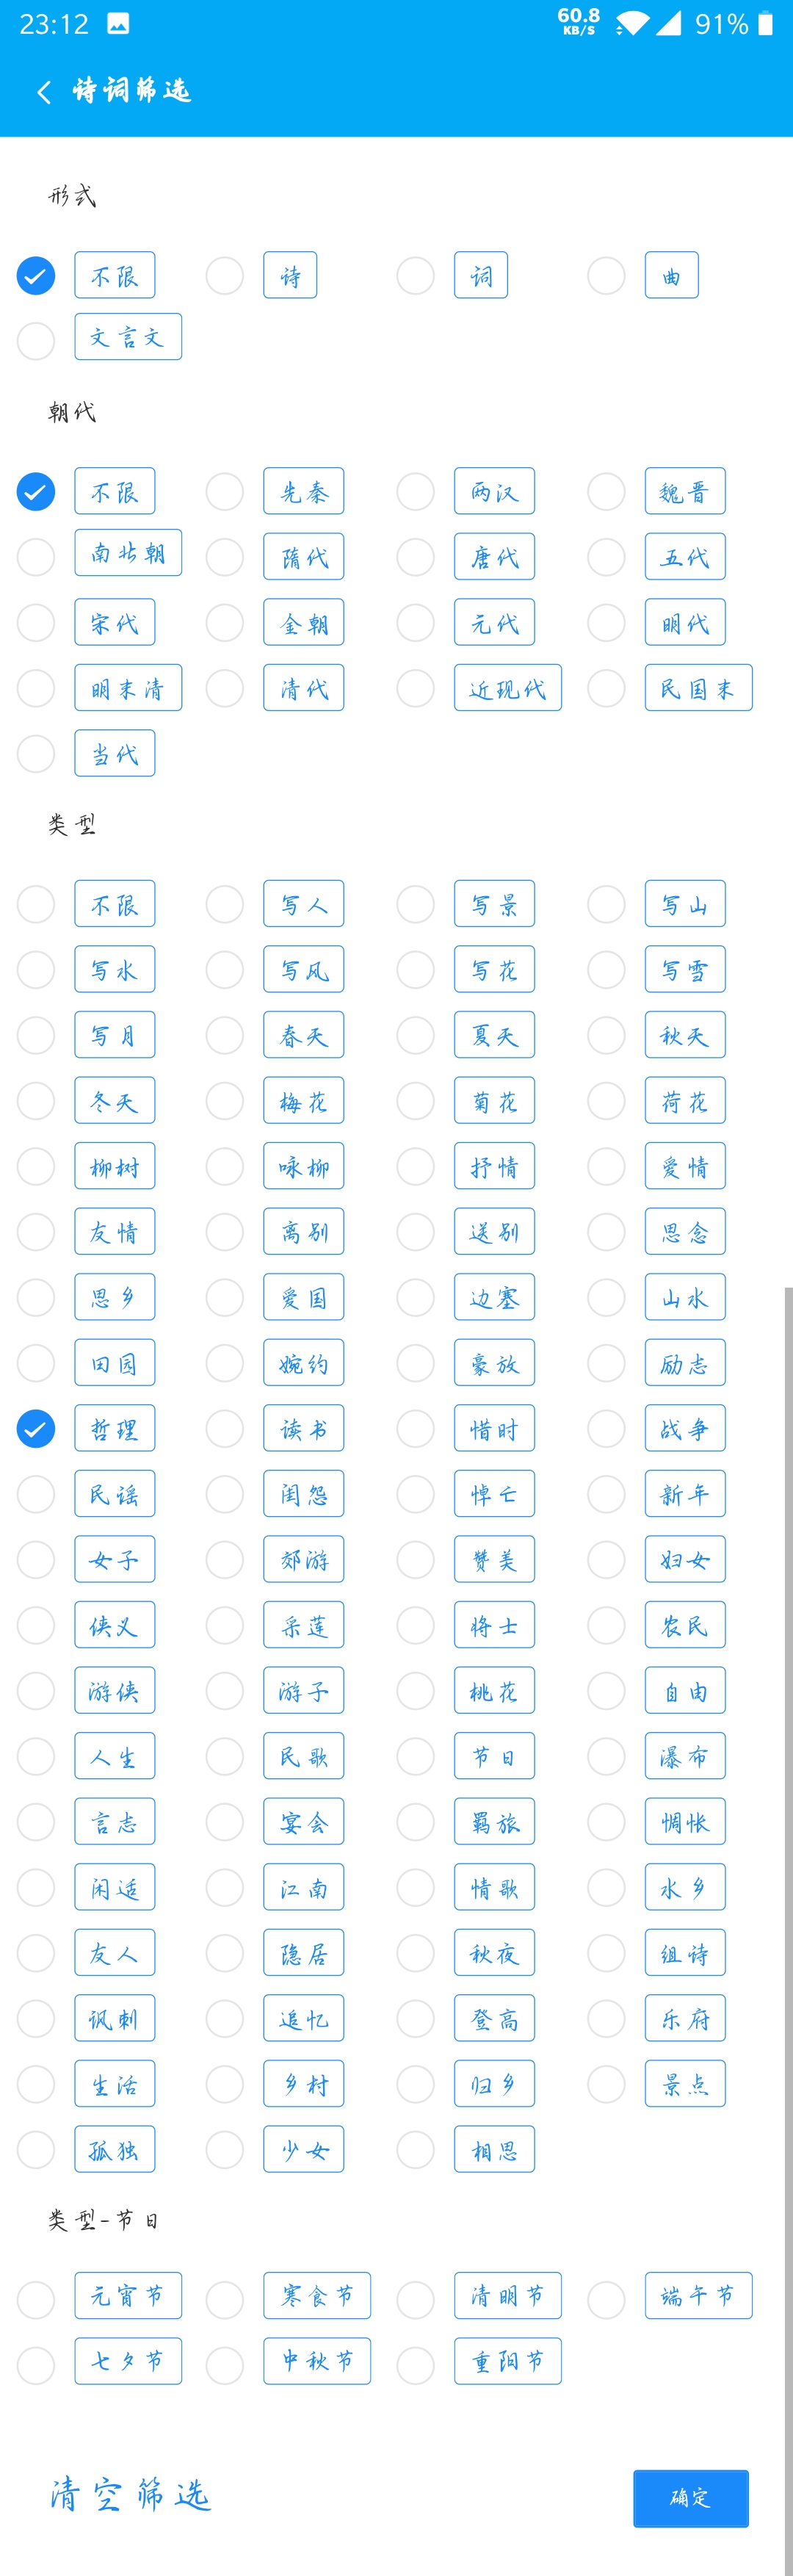 23:12 60.8 KB/S 91%
诗词筛选
形式
不限 诗 词 曲
文言文
朝代
不限 先秦 两汉 魏晋
南北朝 隋代 唐代 五代
宋代 金朝 元代 明代
明末清 清代 近现代 民国末
当代
类型
不限 写人 写景 写山
写水 写风 写花 写雪
写月 春天 夏天 秋天
冬天 梅花 菊花 荷花
柳树 咏柳 抒情 爱情
友情 离别 送别 思念
思乡 爱国 边塞 山水
田园 婉约 豪放 励志
哲理 读书 惜时 战争
民谣 闺怨 悼亡 新年
女子 郊游 赞美 妇女
侠义 采莲 将士 农民
游侠 游子 桃花 自由
人生 民歌 节日 瀑布
言志 宴会 羁旅 惆怅
闲适 江南 情歌 水乡
友人 隐居 秋夜 组诗
讽刺 追忆 登高 乐府
生活 乡村 归乡 景点
孤独 少女 相思
类型-节日
元宵节 寒食节 清明节 端午节
七夕节 中秋节 重阳节
清空筛选 确定